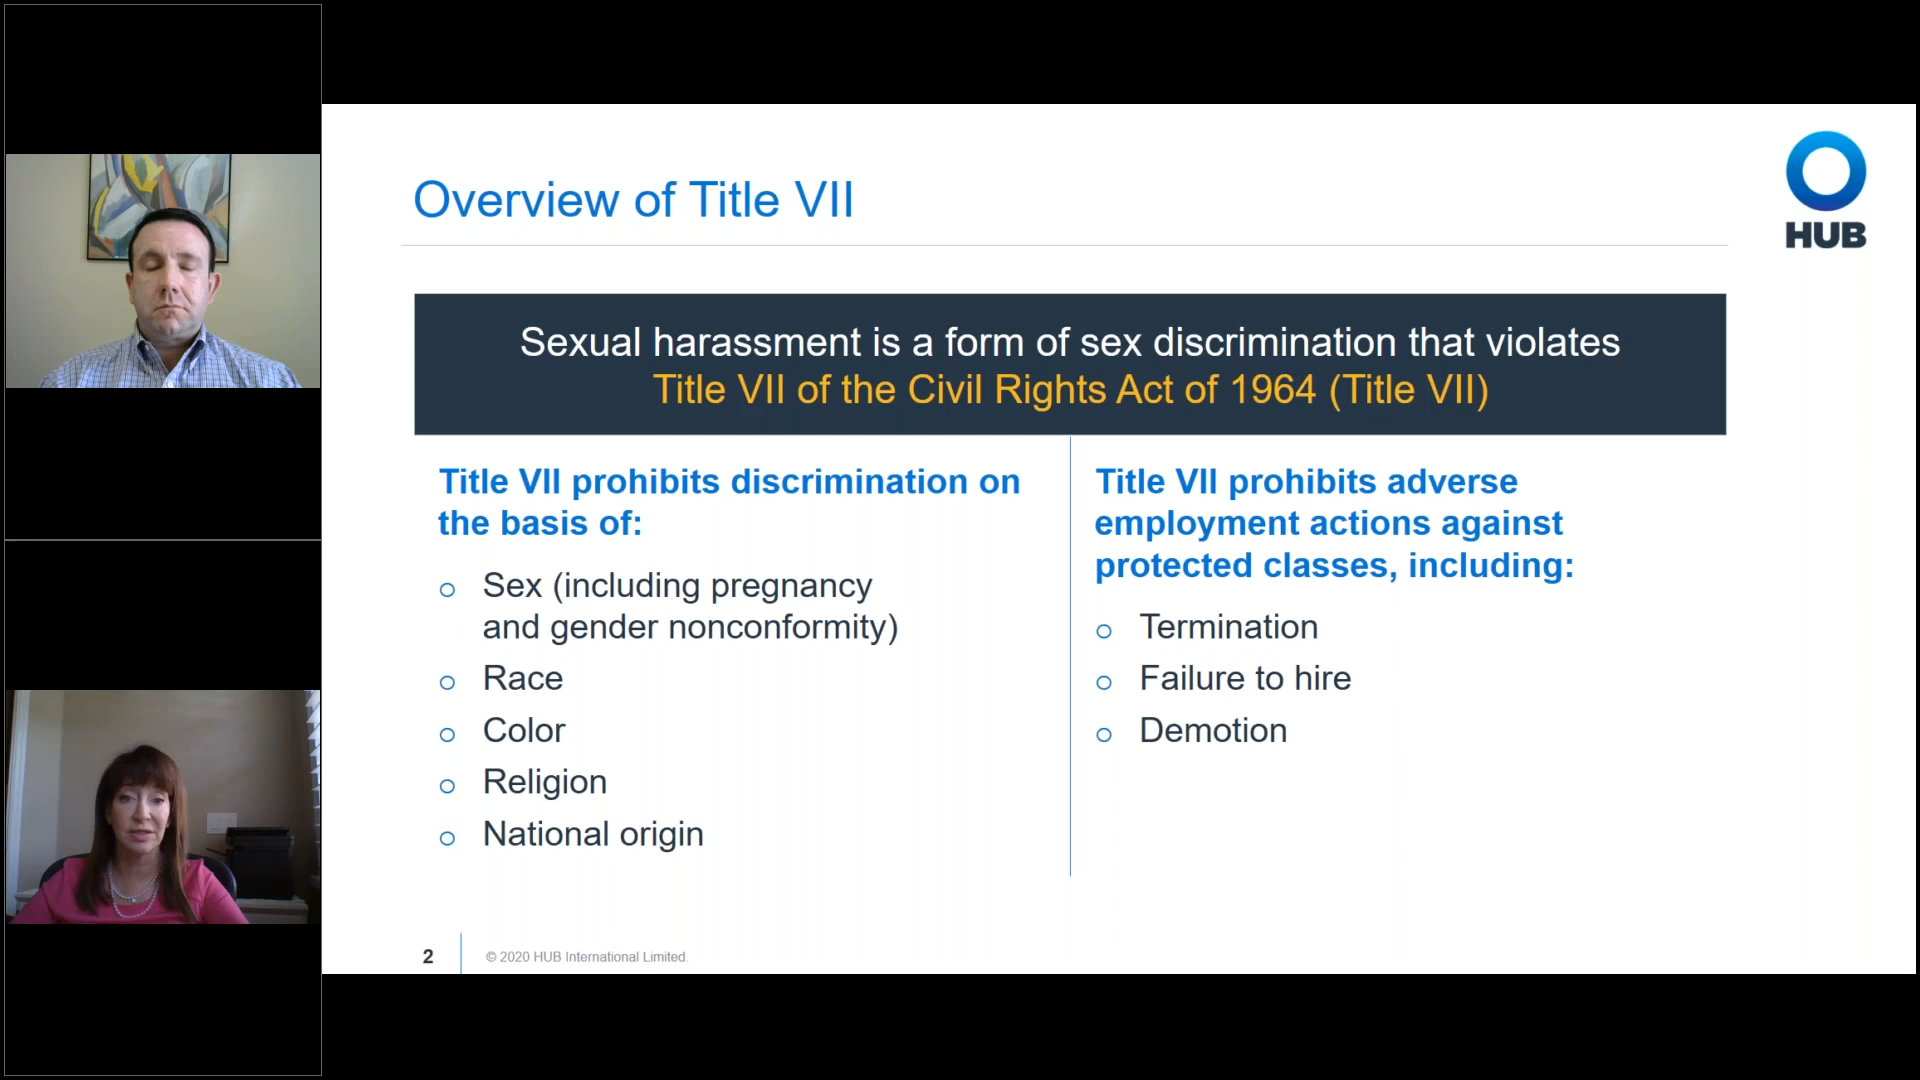 Overview of Title VII
HUB
Sexual harassment is a form of sex discrimination that violates
Title VII of the Civil Rights Act of 1964 (Title VII)
Title VII prohibits discrimination on
the basis of:
o Sex (including pregnancy
and gender nonconformity)
o Race
o Color
o Religion
o National origin
Title VII prohibits adverse
employment actions against
protected classes, including:
o Termination
o Failure to hire
o Demotion
2
© 2020 HUB International Limited.